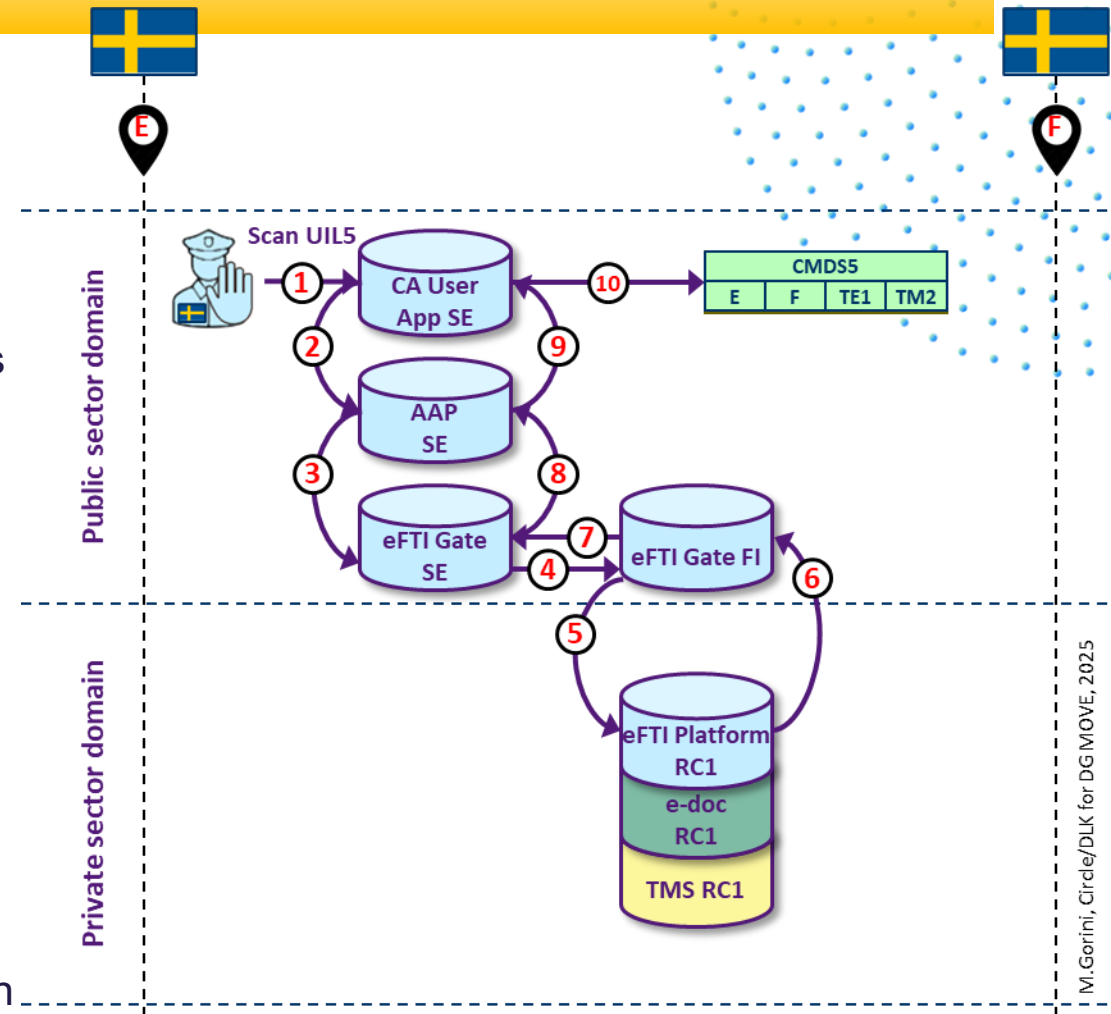 E
F
Scan UIL5
1
CA User
App SE
10
CMDS5
E
F
TE1
TM2
2
9
s
AAP
SE
3
8
eFTI Gate
SE
7
4
eFTI Gate FI
6
5
Public sector domain
eFTI Platform
RC1
e-doc
RC1
TMS RC1
Private sector domain
M.Gorini, Circle/DLK for DG MOVE, 2025
n